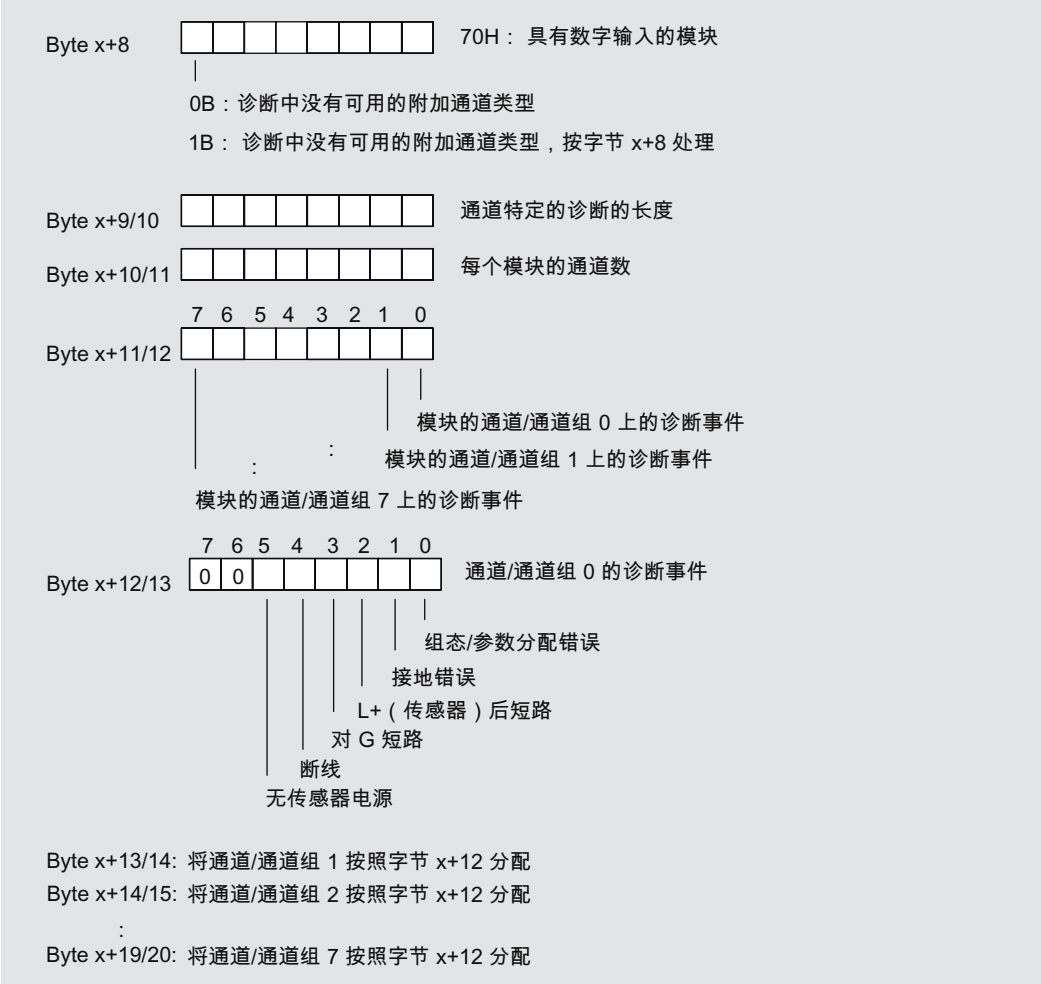 Byte x+8 70H： 具有数字输入的模块
0B：诊断中没有可用的附加通道类型
1B： 诊断中没有可用的附加通道类型，按字节 x+8 处理
Byte x+9/10 通道特定的诊断的长度
Byte x+10/11 每个模块的通道数
7 6 5 4 3 2 1 0
Byte x+11/12
模块的通道/通道组 0 上的诊断事件
: 模块的通道/通道组 1 上的诊断事件
:
模块的通道/通道组 7 上的诊断事件
7 6 5 4 3 2 1 0
Byte x+12/13 0 0 通道/通道组 0 的诊断事件
组态/参数分配错误
接地错误
L+（传感器）后短路
对 G 短路
断线
无传感器电源
Byte x+13/14: 将通道/通道组 1 按照字节 x+12 分配
Byte x+14/15: 将通道/通道组 2 按照字节 x+12 分配
:
Byte x+19/20: 将通道/通道组 7 按照字节 x+12 分配